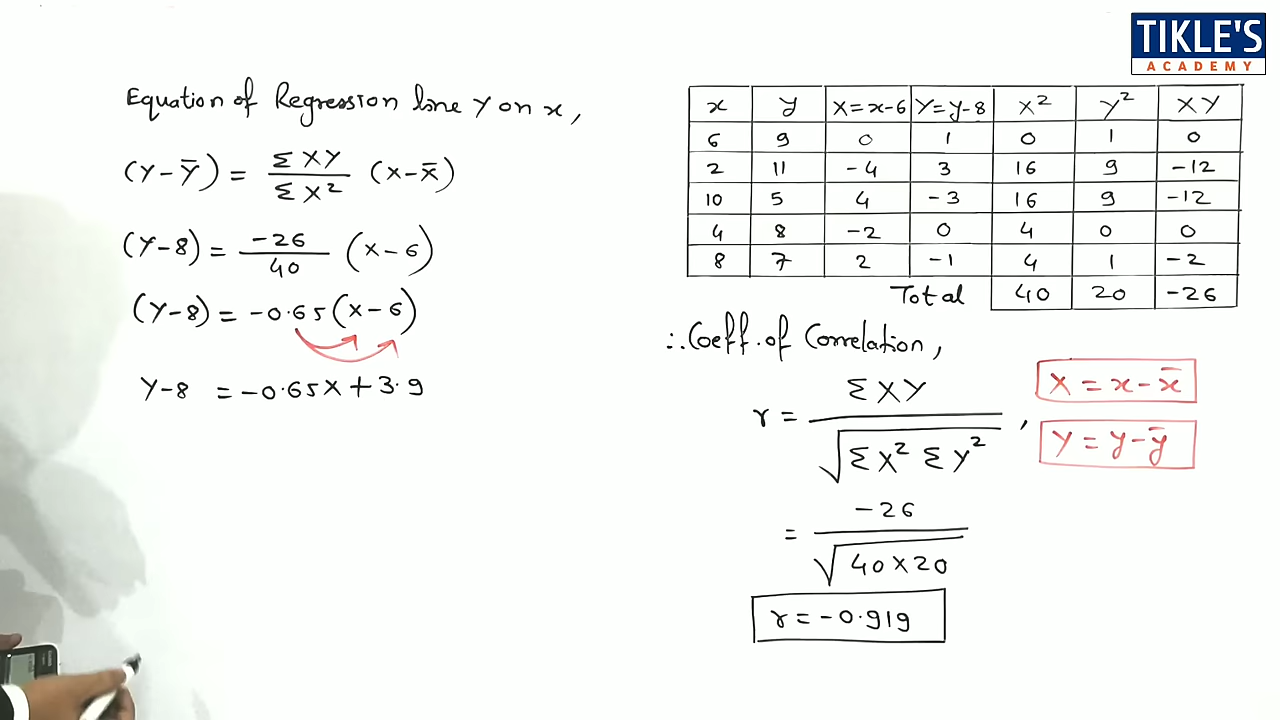 TIKLE'S
ACADEMY
Equation of Regression line Y on x,
(Y-Ȳ) = ΣXY / ΣX² (X-x̄)
(Y-8) = -26 / 40 (X-6)
(Y-8) = -0.65(X-6)
Y-8 = -0.65X+3.9
x y X=x-6 Y=y-8 X² Y² XY
6 9 0 1 0 1 0
2 11 -4 3 16 9 -12
10 5 4 -3 16 9 -12
4 8 -2 0 4 0 0
8 7 2 -1 4 1 -2
Total 40 20 -26
∴ Coeff. of Correlation,
r = ΣXY / √ΣX² ΣY² ,
X = x-x̄
Y = y-ȳ
= -26 / √40X20
r = -0.919